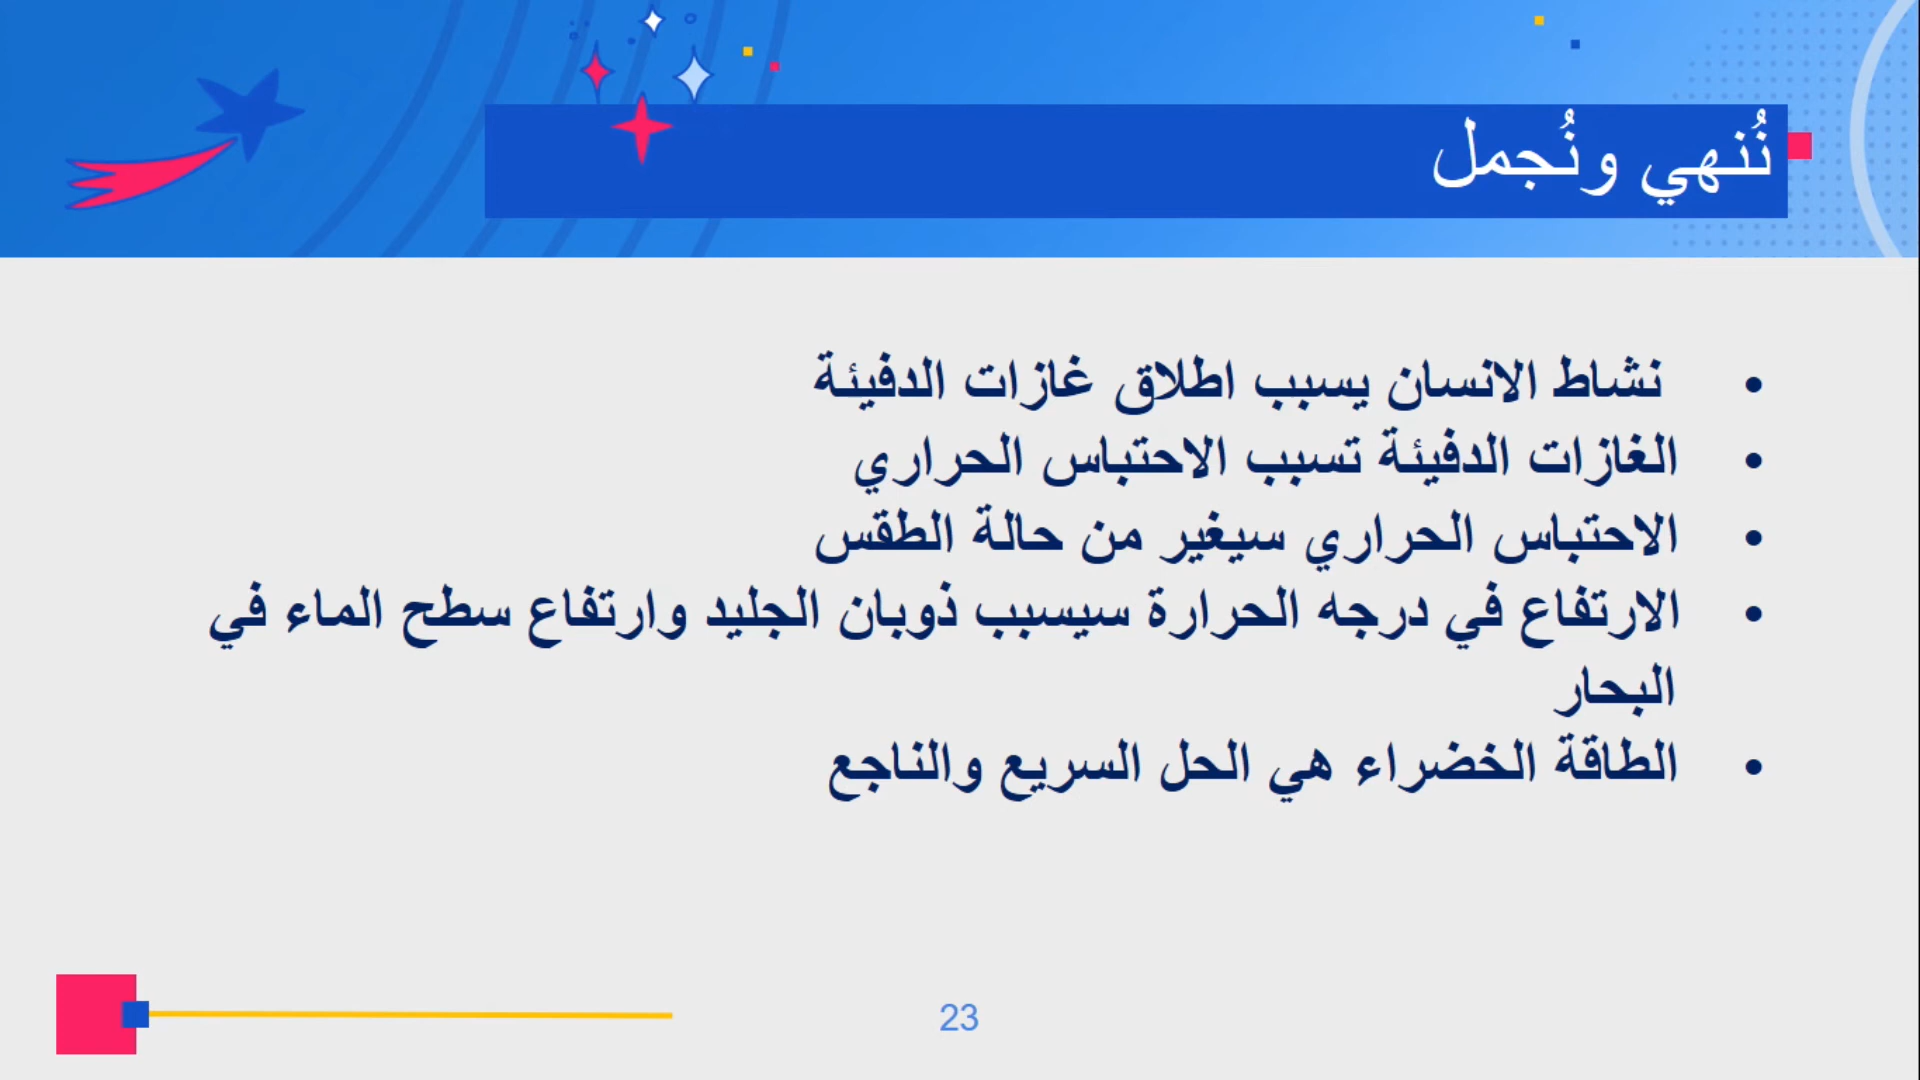 نُنهي ونُجمل
• نشاط الانسان يسبب اطلاق غازات الدفيئة
• الغازات الدفيئة تسبب الاحتباس الحراري
• الاحتباس الحراري سيغير من حالة الطقس
• الارتفاع في درجه الحرارة سيسبب ذوبان الجليد وارتفاع سطح الماء في
البحار
• الطاقة الخضراء هي الحل السريع والناجع
23